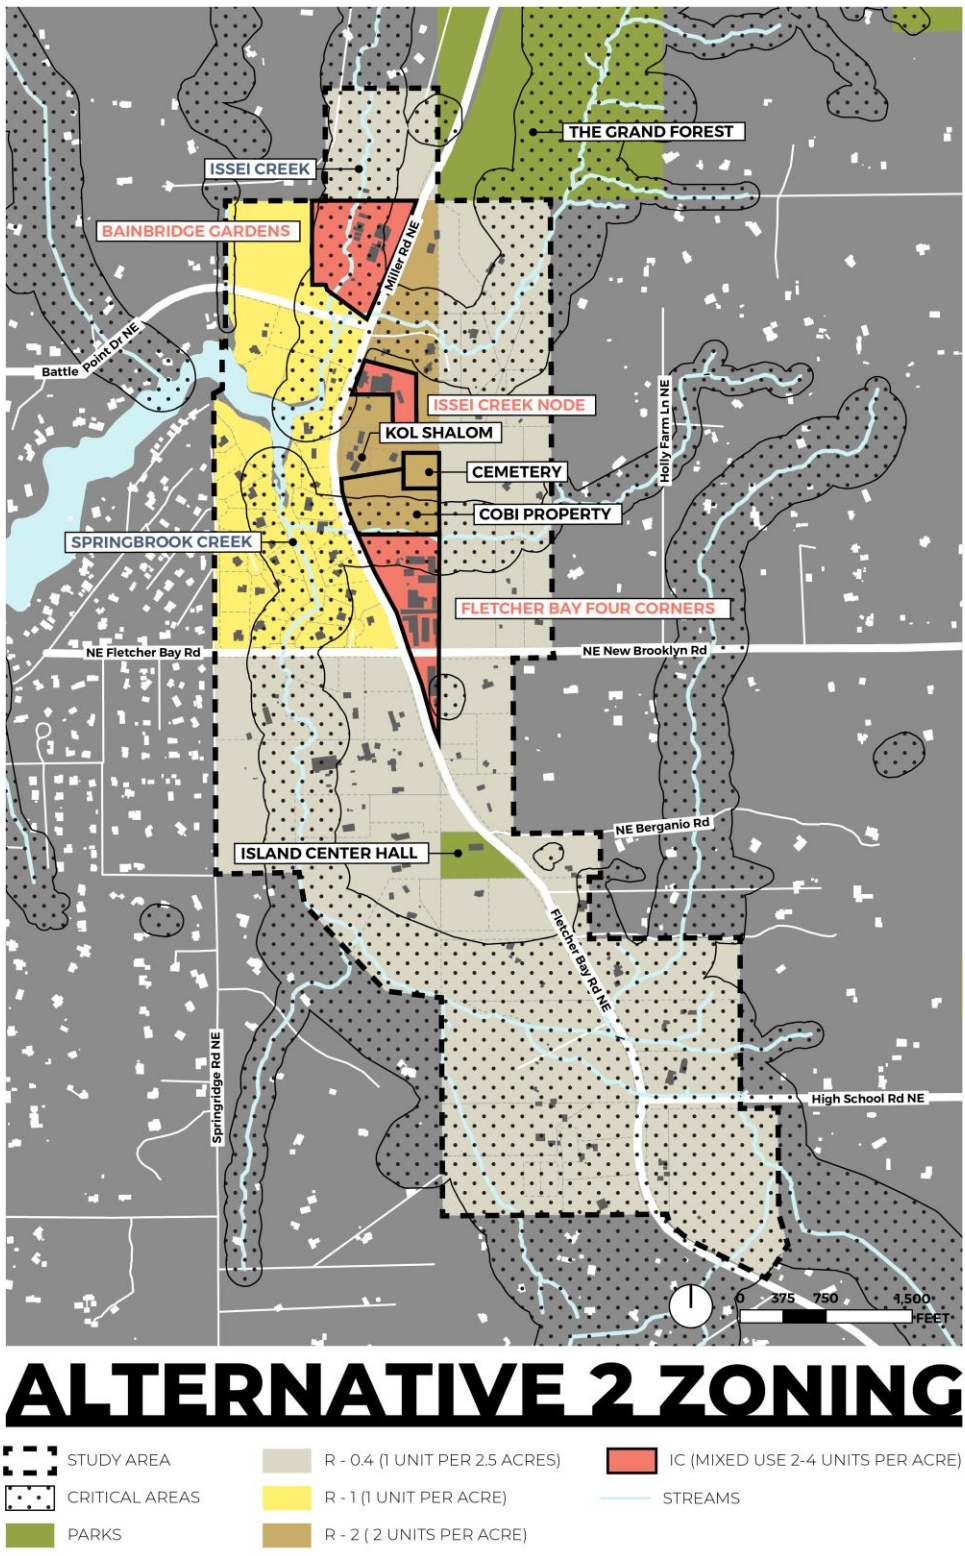 THE GRAND FOREST
ISSEI CREEK
BAINBRIDGE GARDENS
Miller Rd NE
Battle Point Dr NE
ISSEI CREEK NODE
Holly Farm Ln NE
KOL SHALOM
CEMETERY
COBI PROPERTY
SPRINGBROOK CREEK
FLETCHER BAY FOUR CORNERS
NE Fletcher Bay Rd
NE New Brooklyn Rd
NE Berganio Rd
ISLAND CENTER HALL
Fletcher Bay Rd NE
Springridge Rd NE
High School Rd NE
0 375 750 1,500
FEET
ALTERNATIVE 2 ZONING
STUDY AREA
CRITICAL AREAS
PARKS
R - 0.4 (1 UNIT PER 2.5 ACRES)
R - 1 (1 UNIT PER ACRE)
R - 2 ( 2 UNITS PER ACRE)
IC (MIXED USE 2-4 UNITS PER ACRE)
STREAMS